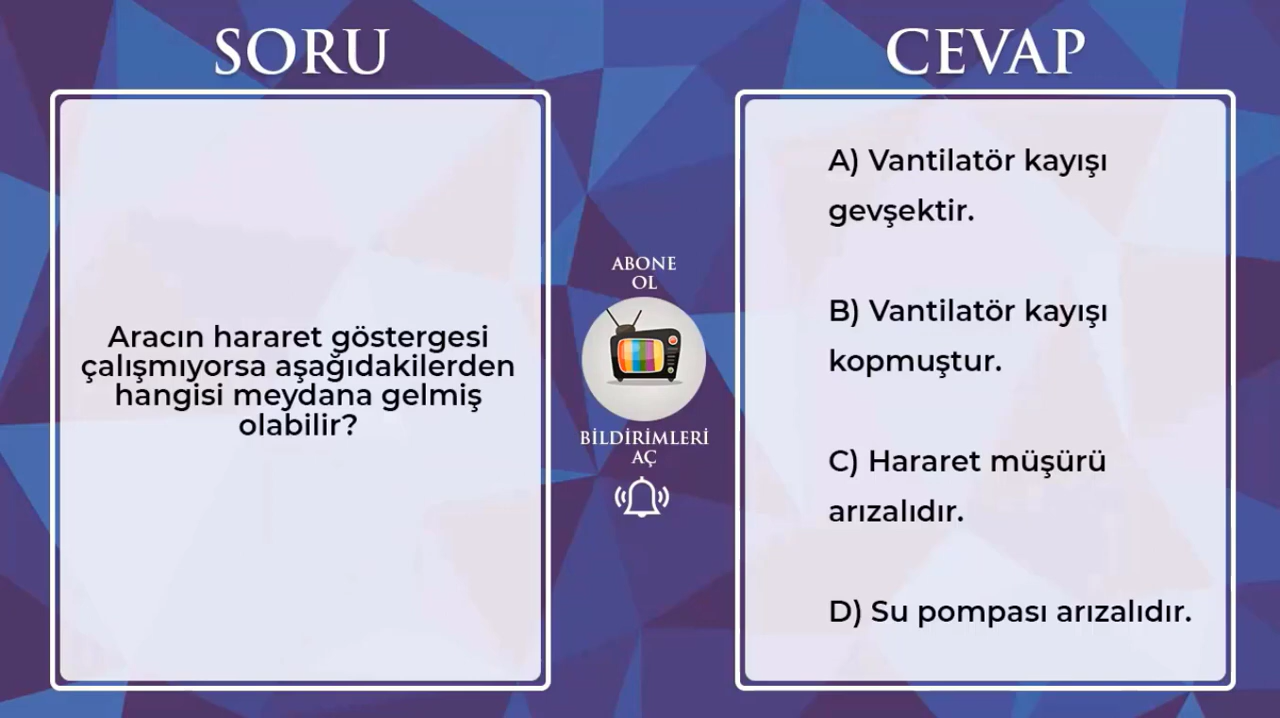 SORU
Aracın hararet göstergesi
çalışmıyorsa aşağıdakilerden
hangisi meydana gelmiş
olabilir?
ABONE
OL
BİLDİRİMLERİ
AÇ
CEVAP
A) Vantilatör kayışı
gevşektir.
B) Vantilatör kayışı
kopmuştur.
C) Hararet müşürü
arızalıdır.
D) Su pompası arızalıdır.